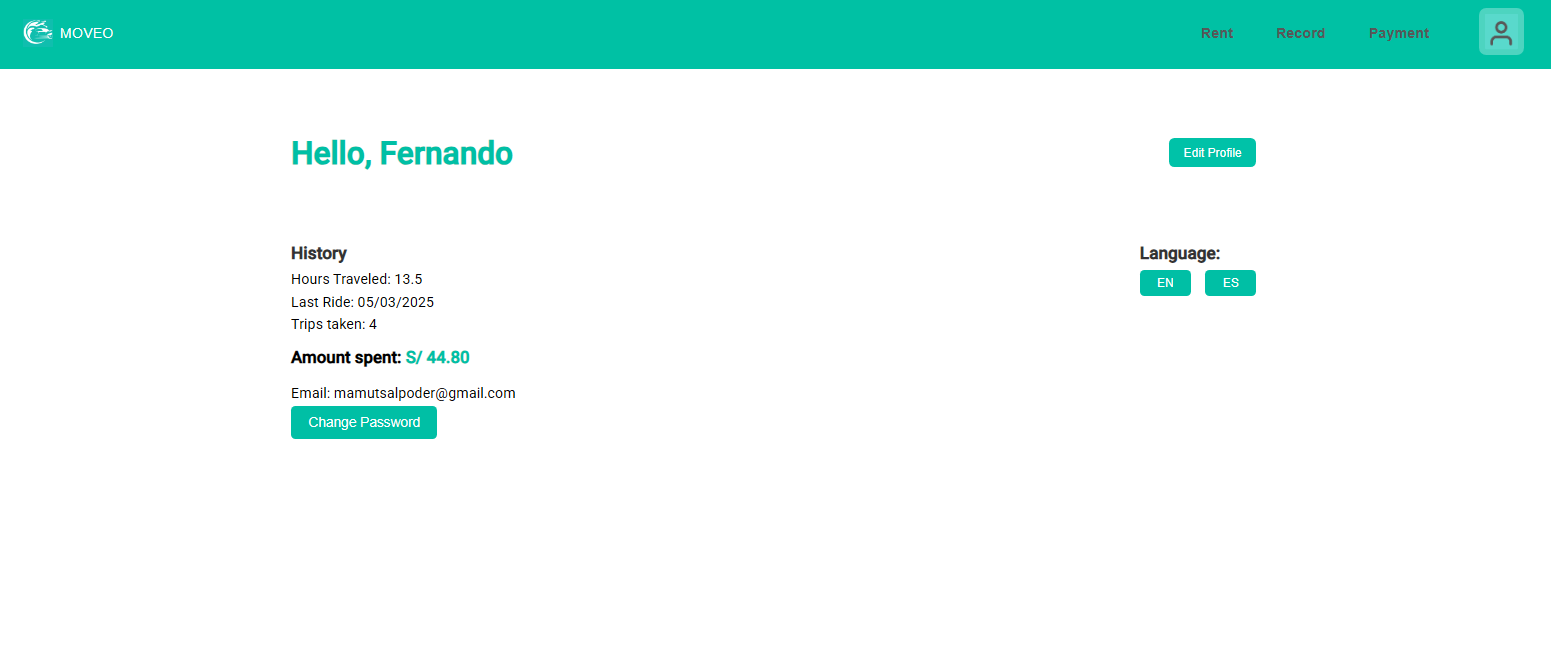 MOVEO
Rent Record Payment
Hello, Fernando
Edit Profile
History
Hours Traveled: 13.5
Last Ride: 05/03/2025
Trips taken: 4
Amount spent: S/ 44.80
Email: mamutsalpoder@gmail.com
Change Password
Language:
EN ES